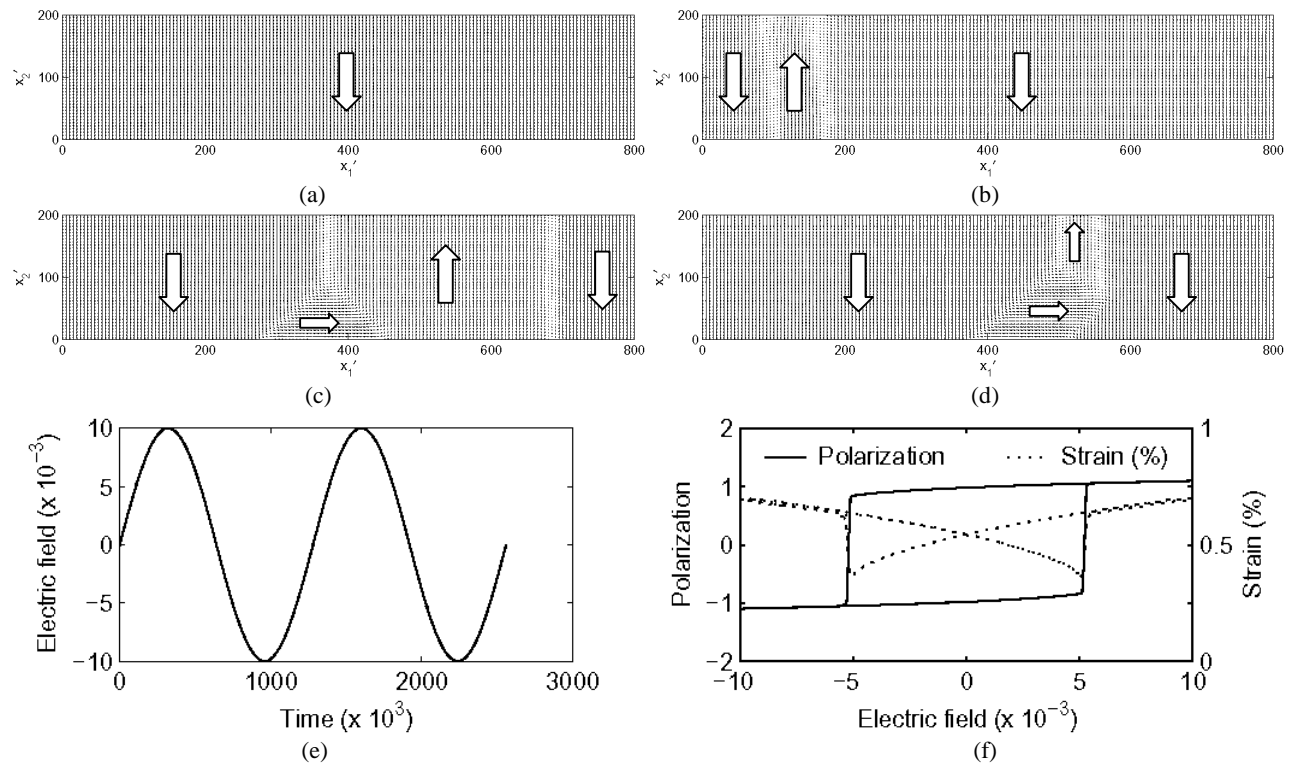 200
100
0
x₂′
0
200
400
600
800
x₁′
(a)
200
100
0
x₂′
0
200
400
600
800
x₁′
(b)
200
100
0
x₂′
0
200
400
600
800
x₁′
(c)
200
100
0
x₂′
0
200
400
600
800
x₁′
(d)
10
5
0
−5
−10
Electric field (x 10⁻³)
0
1000
2000
3000
Time (x 10³)
(e)
Polarization
Strain (%)
2
1
0
−1
−2
Polarization
1
0.5
0
Strain (%)
−10
−5
0
5
10
Electric field (x 10⁻³)
(f)